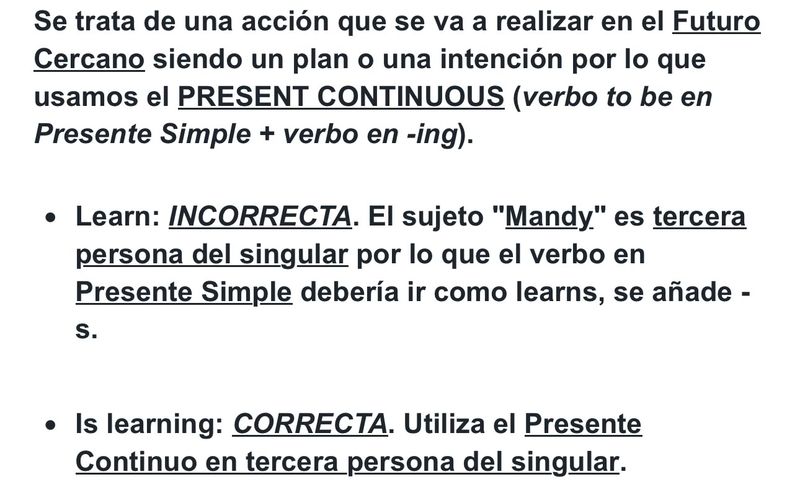 Se trata de una acción que se va a realizar en el Futuro
Cercano siendo un plan o una intención por lo que
usamos el PRESENT CONTINUOUS (verbo to be en
Presente Simple + verbo en -ing).
• Learn: INCORRECTA. El sujeto "Mandy" es tercera
persona del singular por lo que el verbo en
Presente Simple debería ir como learns, se añade -
s.
• Is learning: CORRECTA. Utiliza el Presente
Continuo en tercera persona del singular.